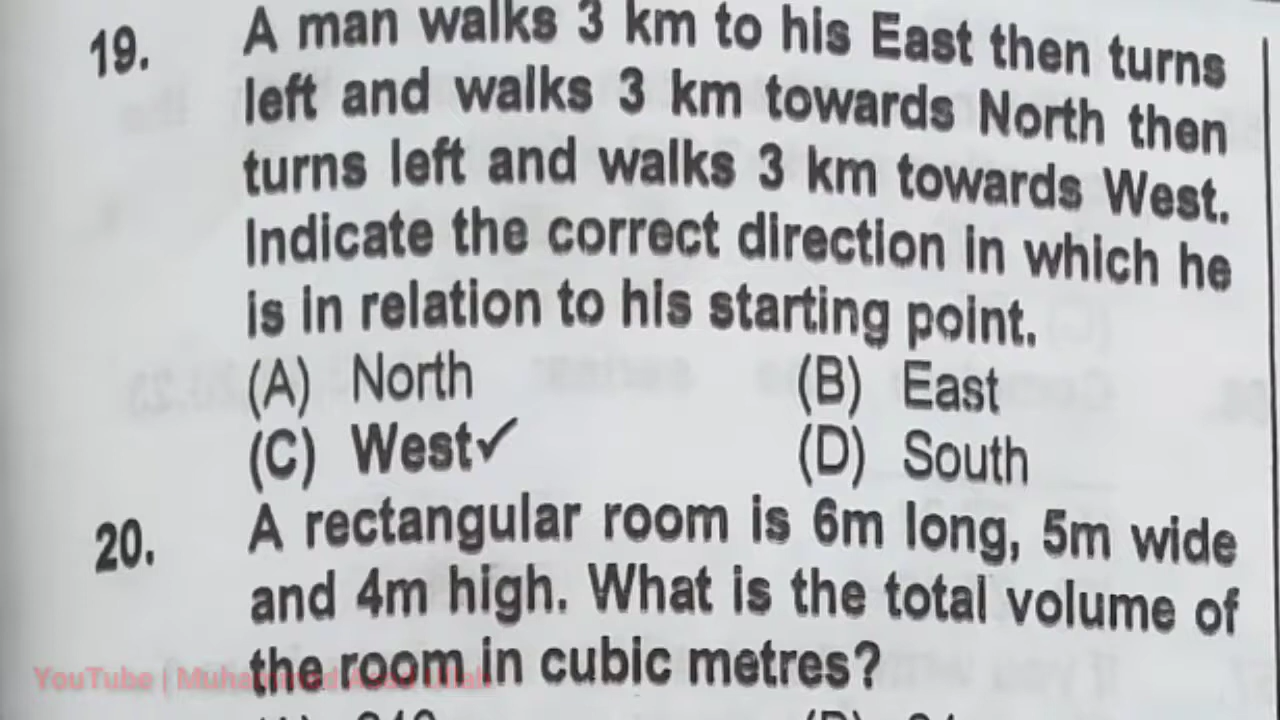 19. A man walks 3 km to his East then turns
left and walks 3 km towards North then
turns left and walks 3 km towards West.
Indicate the correct direction in which he
is in relation to his starting point.
(A) North (B) East
(C) West✓ (D) South
20. A rectangular room is 6m long, 5m wide
and 4m high. What is the total volume of
the room in cubic metres?
YouTube | Muhammad Asad Ullah